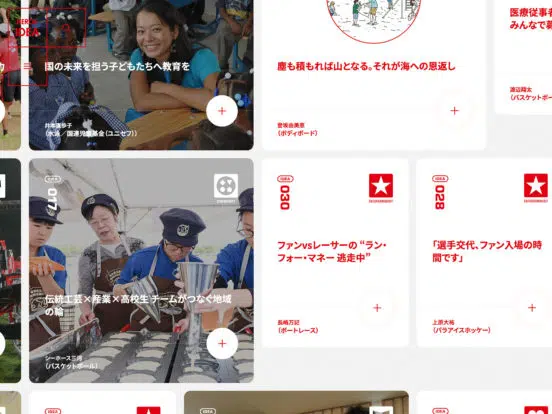 IDEA
国の未来を担う子どもたちへ教育を
井本直歩子
（水泳／国連児童基金（ユニセフ））
塵も積もれば山となる。それが海への恩返し
曽坂由美恵
（ボディボード）
医療従事者
みんなで暮
渡辺翔太
（バスケットボー
IDEA
017
COMMUNITY
伝統工芸×産業×高校生 チームがつなぐ地域
の輪
シーホース三河
（バスケットボール）
IDEA
030
ファンvsレーサーの “ラン・
フォー・マネー 逃走中”
長嶋万記
（ボートレース）
IDEA
028
「選手交代、ファン入場の時
間です」
上原大祐
（パラアイスホッケー）
IDEA
IDEA
IDEA